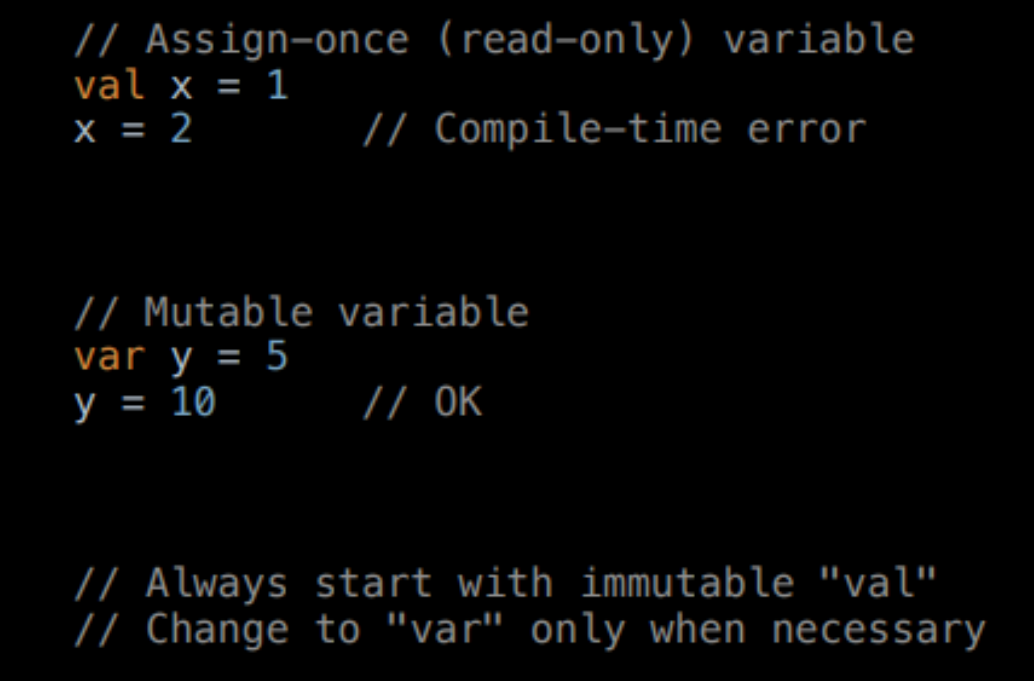 // Assign-once (read-only) variable
val x = 1
x = 2 // Compile-time error
// Mutable variable
var y = 5
y = 10 // OK
// Always start with immutable "val"
// Change to "var" only when necessary